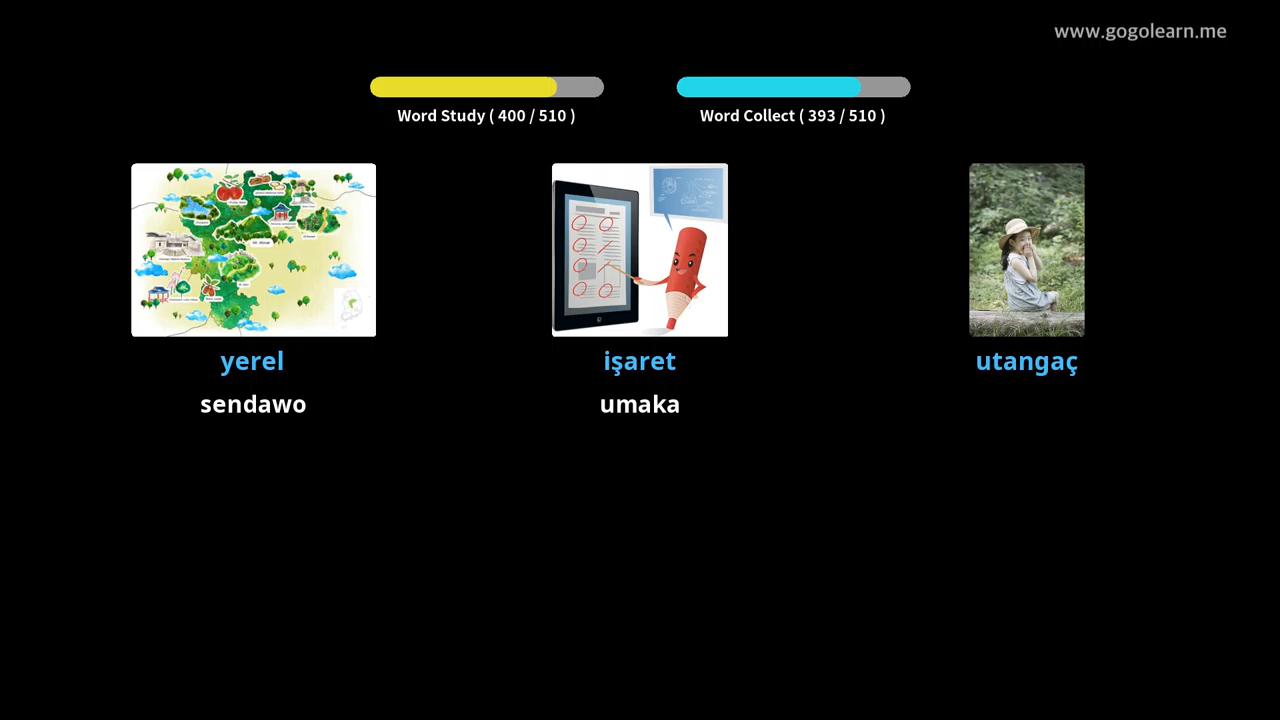 www.gogolearn.me
Word Study ( 400 / 510 )
Word Collect ( 393 / 510 )
yerel
işaret
utangaç
sendawo
umaka